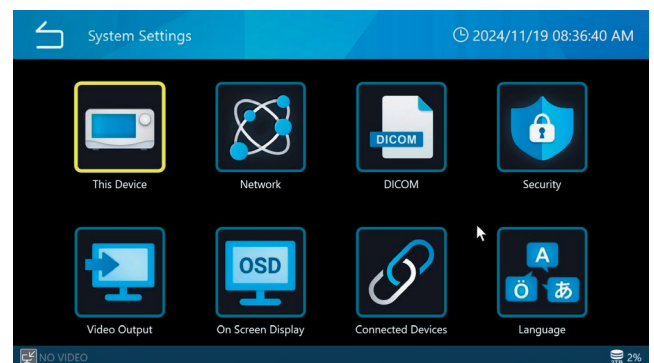 System Settings
2024/11/19 08:36:40 AM
DICOM
This Device
Network
DICOM
Security
OSD
A
Ö あ
Video Output
On Screen Display
Connected Devices
Language
NO VIDEO
2%